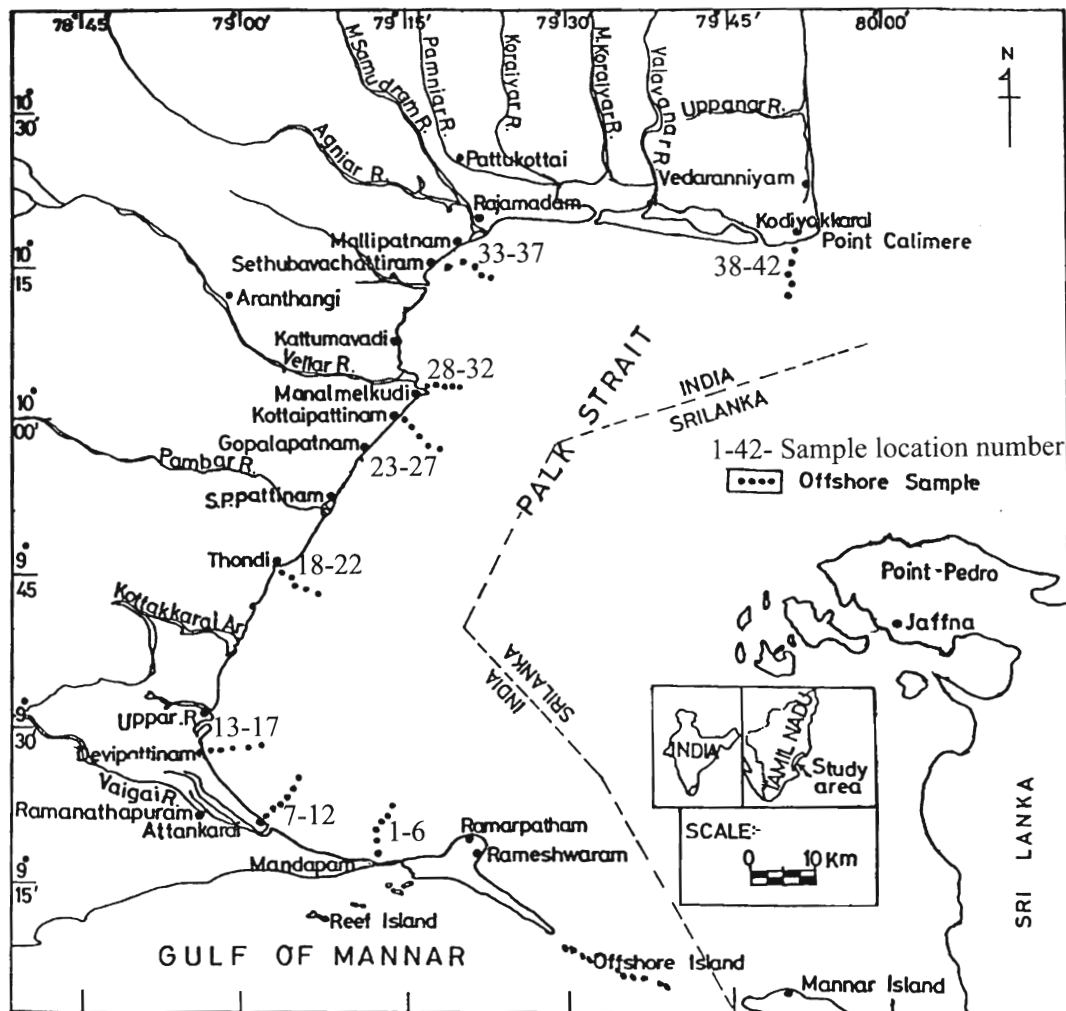 78°45'
79°00'
79°15'
79°30'
79°45'
80°00'
M.Samudram R.
Pamniar R.
Koraiyar R.
M.Koraiyar R.
Valavanar R.
Uppanar R.
N
10°
30'
Agniar R.
Pattukottai
Vedaranniyam
Rajamadam
Kodiyakkarai
Point Calimere
Mallipatnam
10°
15
Sethubavachattiram
33-37
38-42
Aranthangi
Kattumavadi
Vellar R.
28-32
Manalmelkudi
PALK STRAIT
INDIA
SRILANKA
10°
00'
Kottaipattinam
Gopalapatnam
23-27
1-42- Sample location number
Offshore Sample
Pambar R.
S.P.pattinam
9°
45
Thondi
18-22
Point-Pedro
Jaffna
Kottakkarai Ar.
INDIA
SRILANKA
9°
30
Uppar.R
13-17
Devipattinam
INDIA
TAMIL NADU
Study
area
Vaigai R.
Ramanathapuram
Attankarai
7-12
1-6
Ramarpatham
Rameshwaram
SCALE:-
0 10 Km
Mandapam
9°
15'
Reef Island
GULF OF MANNAR
Offshore Island
Mannar Island
SRI LANKA